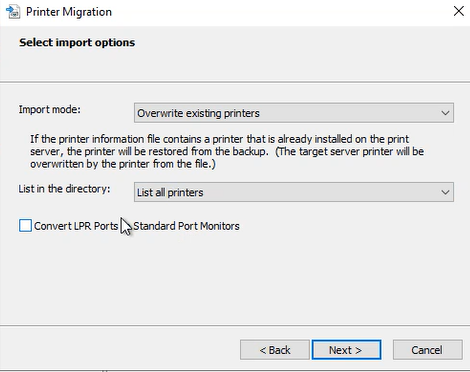 Printer Migration
Select import options
Import mode:
Overwrite existing printers
If the printer information file contains a printer that is already installed on the print
server, the printer will be restored from the backup. (The target server printer will be
overwritten by the printer from the file.)
List in the directory:
List all printers
Convert LPR Ports Standard Port Monitors
< Back
Next >
Cancel